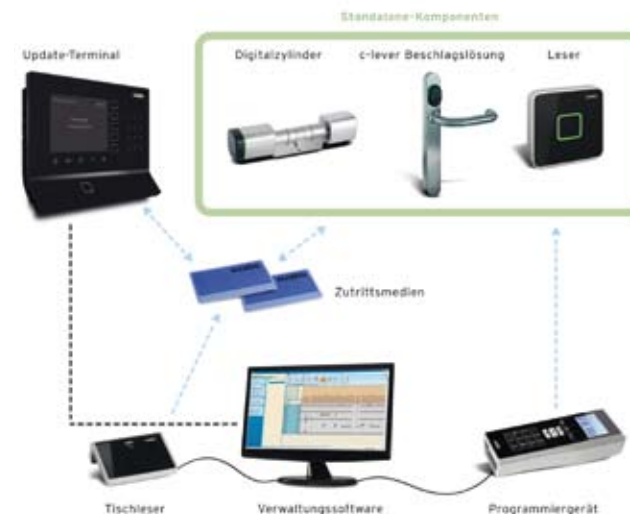 Standalone-Komponenten
Update-Terminal
Digitalzylinder
c-lever Beschlagslösung
Leser
Zutrittsmedien
Tischleser
Verwaltungssoftware
Programmiergerät